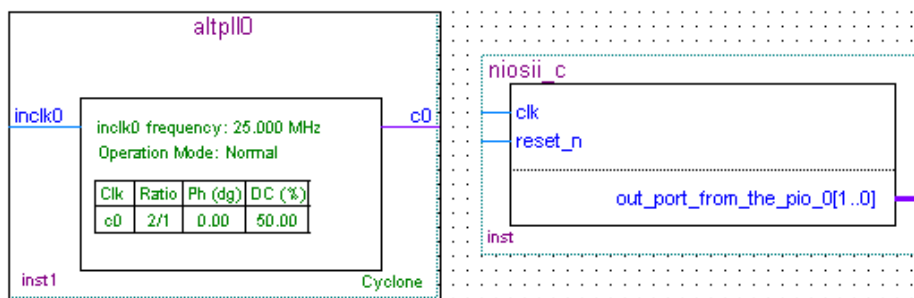 altpll0
inclk0
c0
inclk0 frequency: 25.000 MHz
Operation Mode: Normal
Clk Ratio Ph (dg) DC (%)
c0 2/1 0.00 50.00
inst1
Cyclone
niosii_c
clk
reset_n
out_port_from_the_pio_0[1..0]
inst